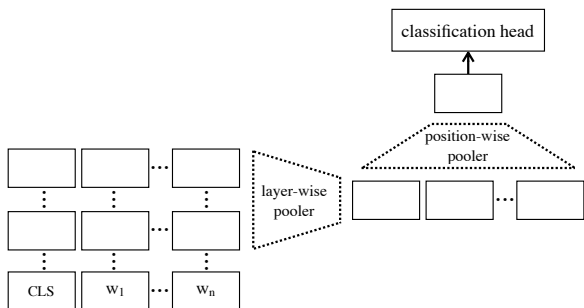 classification head
position-wise
pooler
layer-wise
pooler
CLS w₁ ... wₙ